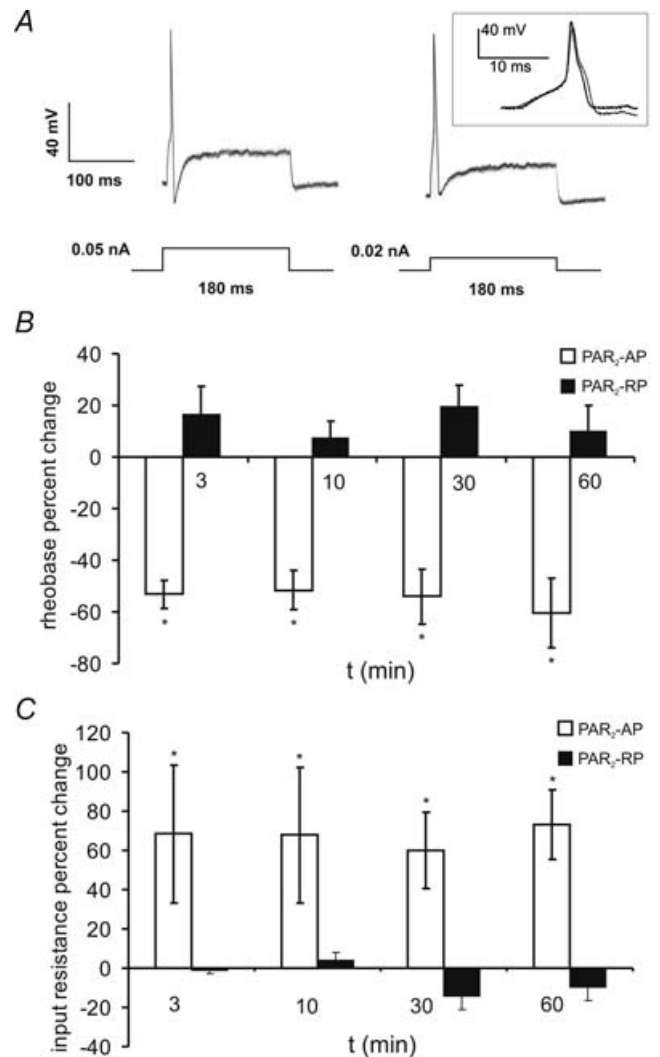 A
40 mV
100 ms
40 mV
10 ms
0.05 nA
180 ms
0.02 nA
180 ms
B
PAR₂-AP
PAR₂-RP
rheobase percent change
40
20
0
-20
-40
-60
-80
3 10 30 60
* * * *
t (min)
C
PAR₂-AP
PAR₂-RP
input resistance percent change
120
100
80
60
40
20
0
-20
-40
* * * *
3 10 30 60
t (min)